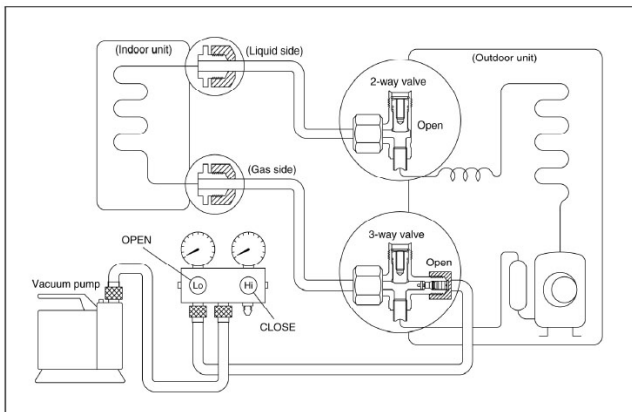 (Indoor unit)
(Liquid side)
(Outdoor unit)
2-way valve
Open
(Gas side)
3-way valve
Open
OPEN
Lo
Hi
CLOSE
Vacuum pump